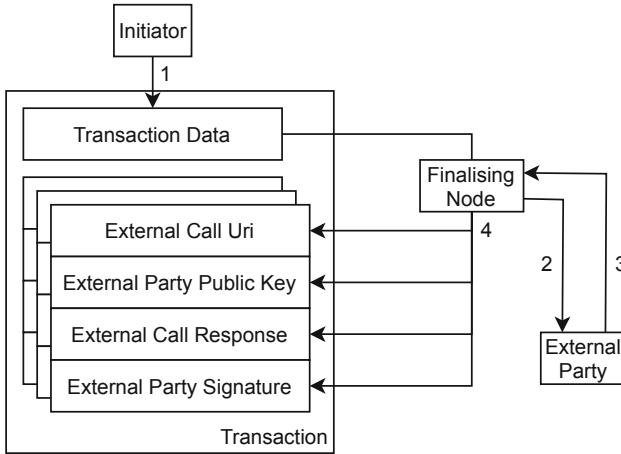 Initiator
1
Transaction Data
Finalising
Node
External Call Uri
4
2
3
External Party Public Key
External Call Response
External
Party
External Party Signature
Transaction